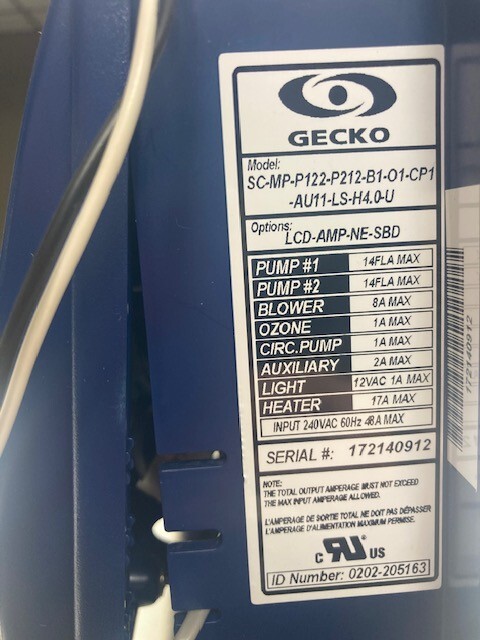 GECKO
Model:
SC-MP-P122-P212-B1-O1-CP1
-AU11-LS-H4.0-U
Options:
LCD-AMP-NE-SBD
PUMP #1 14FLA MAX
PUMP #2 14FLA MAX
BLOWER 8A MAX
OZONE 1A MAX
CIRC.PUMP 1A MAX
AUXILIARY 2A MAX
LIGHT 12VAC 1A MAX
HEATER 17A MAX
INPUT 240VAC 60Hz 48A MAX
SERIAL #: 172140912
NOTE:
THE TOTAL OUTPUT AMPERAGE MUST NOT EXCEED
THE MAX INPUT AMPERAGE ALLOWED.
L'AMPERAGE DE SORTIE TOTAL NE DOIT PAS DÉPASSER
L'AMPERAGE D'ALIMENTATION MAXIMUM PERMISE.
C RU US
ID Number: 0202-205163
172140912